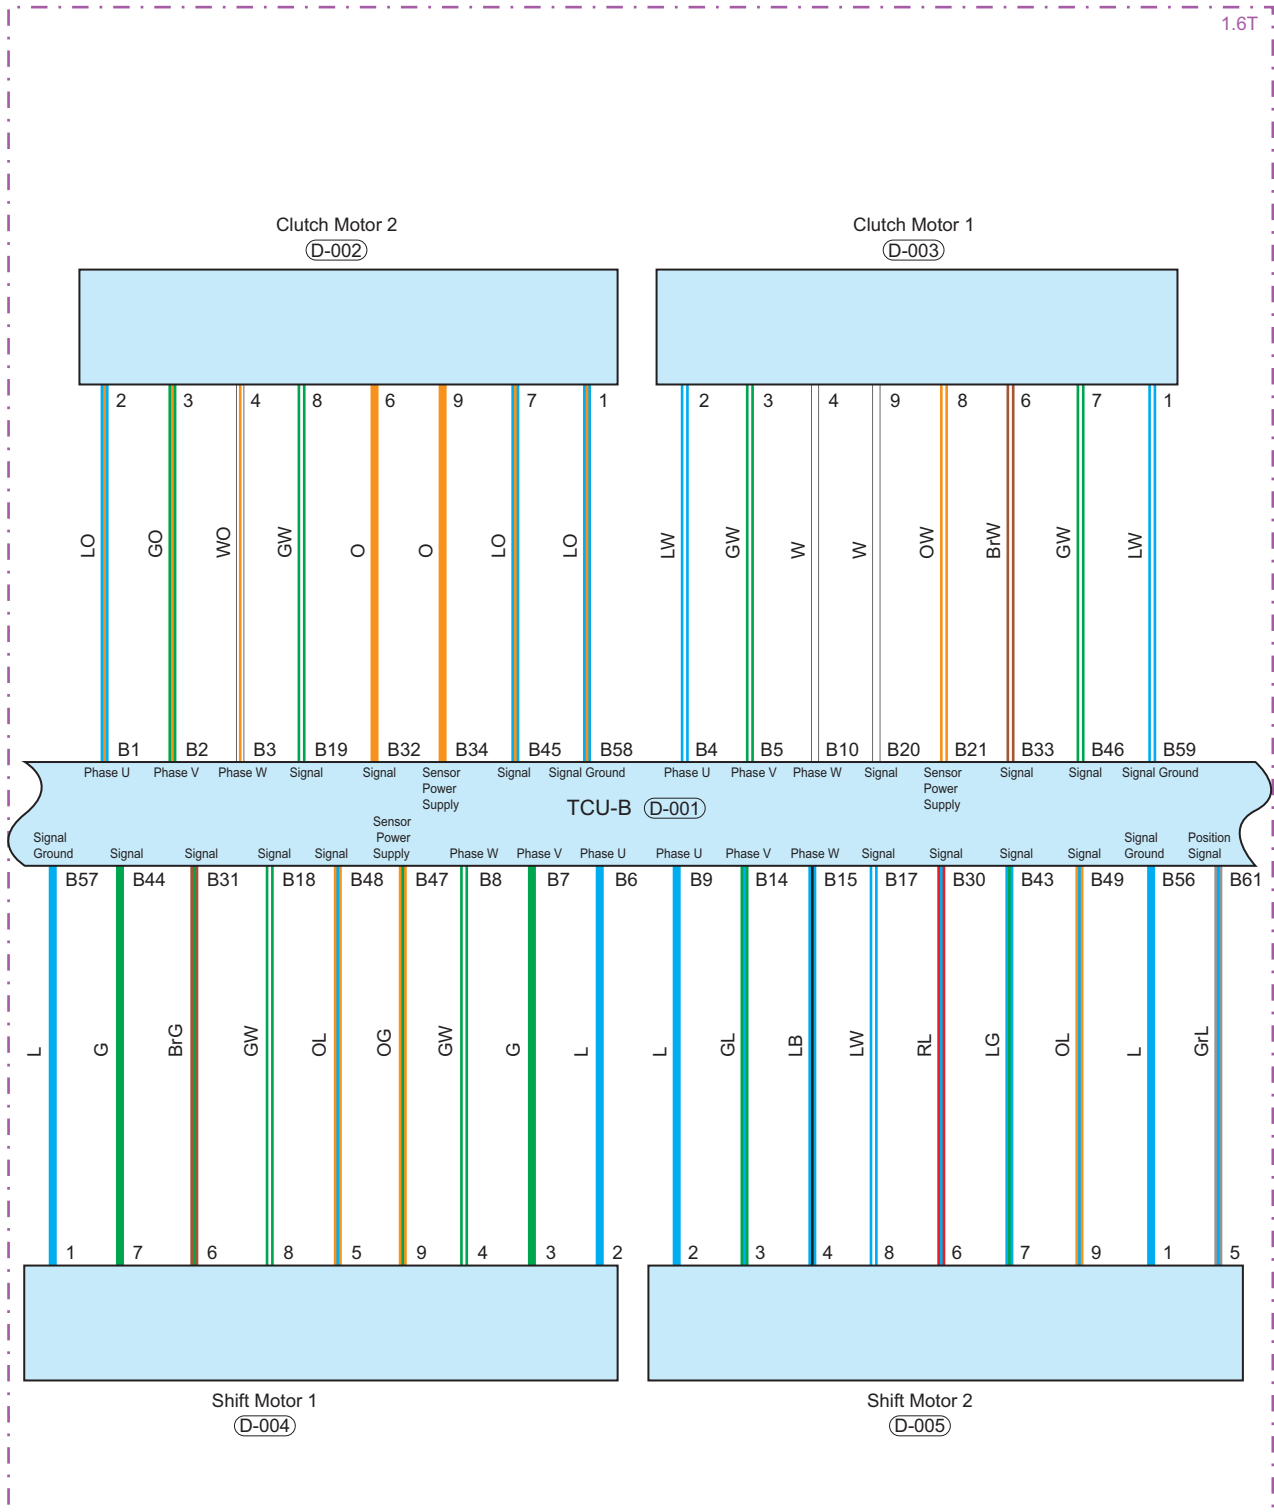 1.6T
Clutch Motor 2
D-002
Clutch Motor 1
D-003
2 3 4 8 6 9 7 1
2 3 4 9 8 6 7 1
LO GO WO GW O O LO LO
LW GW W W OW BrW GW LW
B1 B2 B3 B19 B32 B34 B45 B58
B4 B5 B10 B20 B21 B33 B46 B59
Phase U Phase V Phase W Signal Signal Sensor Signal Signal Ground
Power
Supply
Phase U Phase V Phase W Signal Sensor Signal Signal Signal Ground
Power
Supply
TCU-B D-001
Signal
Ground
Signal
Signal
Signal
Signal
Sensor
Power
Supply
Phase W
Phase V
Phase U
Phase U
Phase V
Phase W
Signal
Signal
Signal
Signal
Signal
Ground
Position
Signal
B57 B44 B31 B18 B48 B47 B8 B7 B6
B9 B14 B15 B17 B30 B43 B49 B56 B61
L G BrG GW OL OG GW G L
L GL LB LW RL LG OL L GrL
1 7 6 8 5 9 4 3 2
2 3 4 8 6 7 9 1 5
Shift Motor 1
D-004
Shift Motor 2
D-005